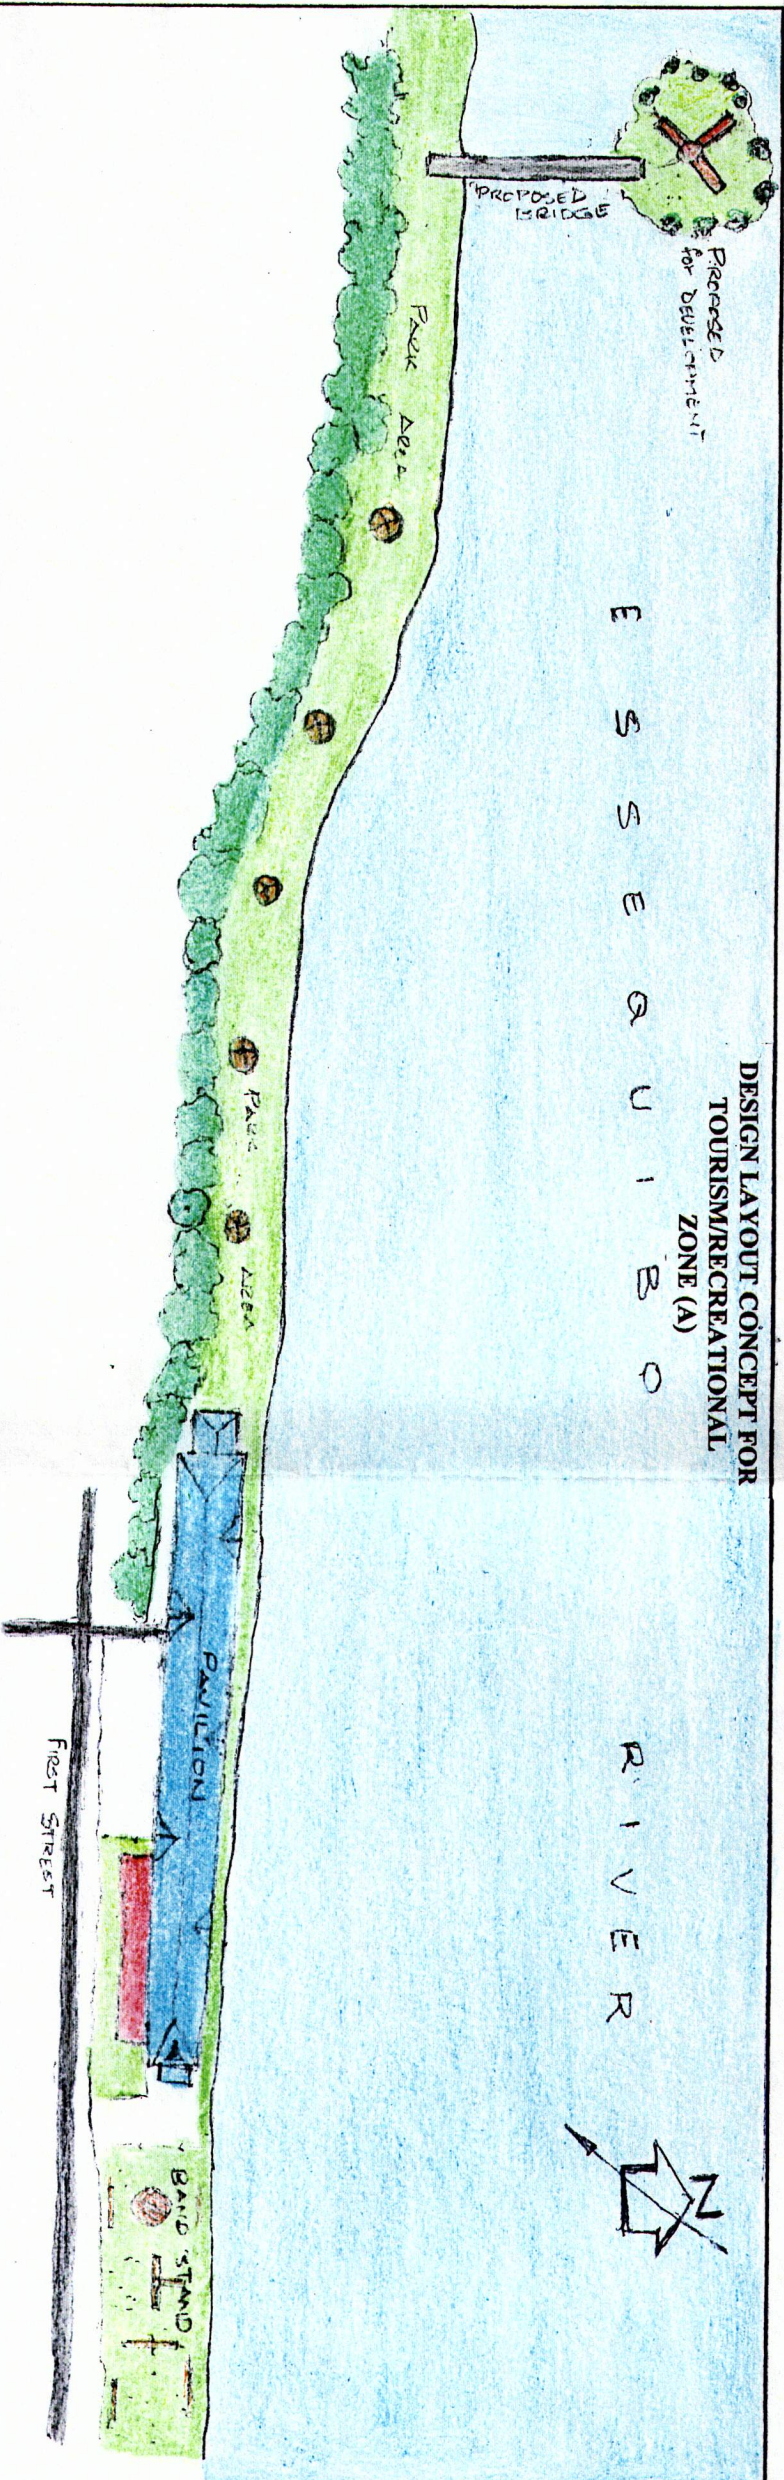 DESIGN LAYOUT CONCEPT FOR
TOURISM/RECREATIONAL
ZONE (A)
PROPOSED
for DEVELOPMENT
PROPOSED
BRIDGE
ESSEQUIBO RIVER
N
PARK AREA
PARK AREA
PAVILION
BAND STAND
FIRST STREET